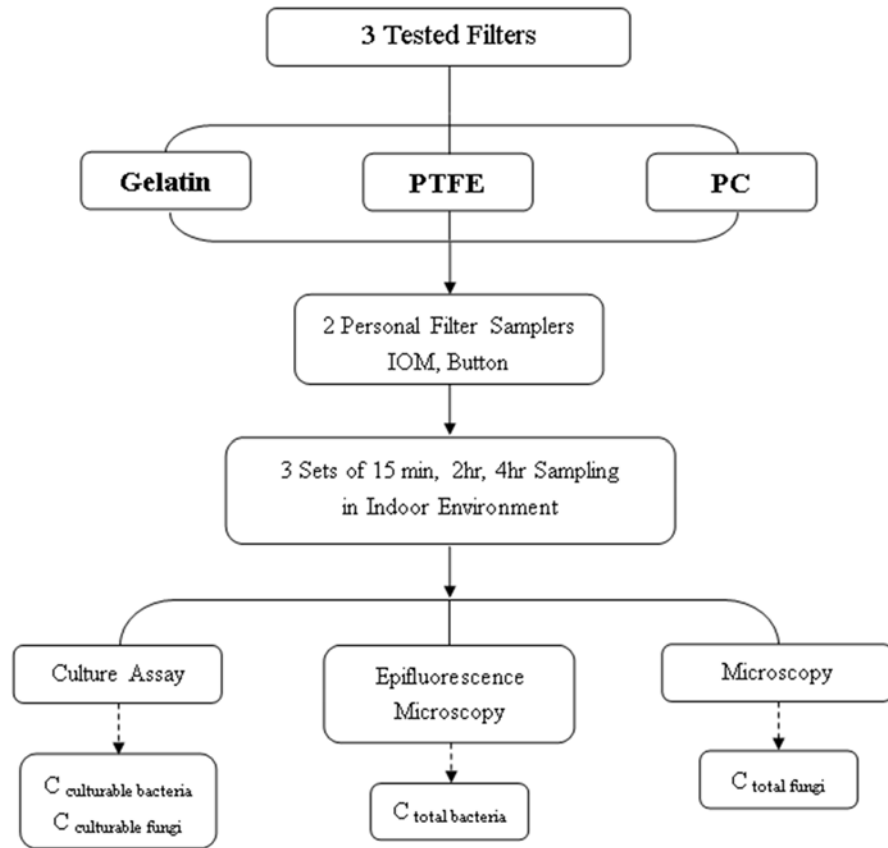 3 Tested Filters
Gelatin
PTFE
PC
2 Personal Filter Samplers
IOM, Button
3 Sets of 15 min, 2hr, 4hr Sampling
in Indoor Environment
Culture Assay
Epifluorescence
Microscopy
Microscopy
C culturable bacteria
C culturable fungi
C total bacteria
C total fungi